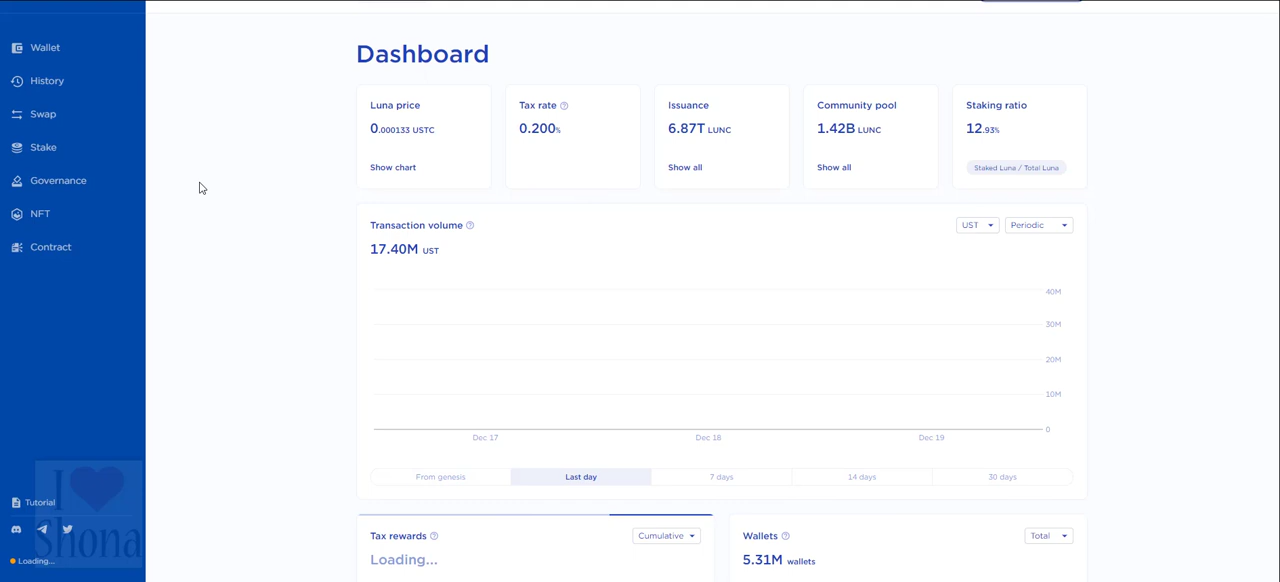 Wallet
History
Swap
Stake
Governance
NFT
Contract
Tutorial
Loading...
I
Shona
Dashboard
Luna price
0.000133 USTC
Show chart
Tax rate
0.200%
Issuance
6.87T LUNC
Show all
Community pool
1.42B LUNC
Show all
Staking ratio
12.93%
Staked Luna / Total Luna
Transaction volume
17.40M UST
UST
Periodic
40M
30M
20M
10M
0
Dec 17 Dec 18 Dec 19
From genesis Last day 7 days 14 days 30 days
Tax rewards
Cumulative
Loading...
Wallets
Total
5.31M wallets